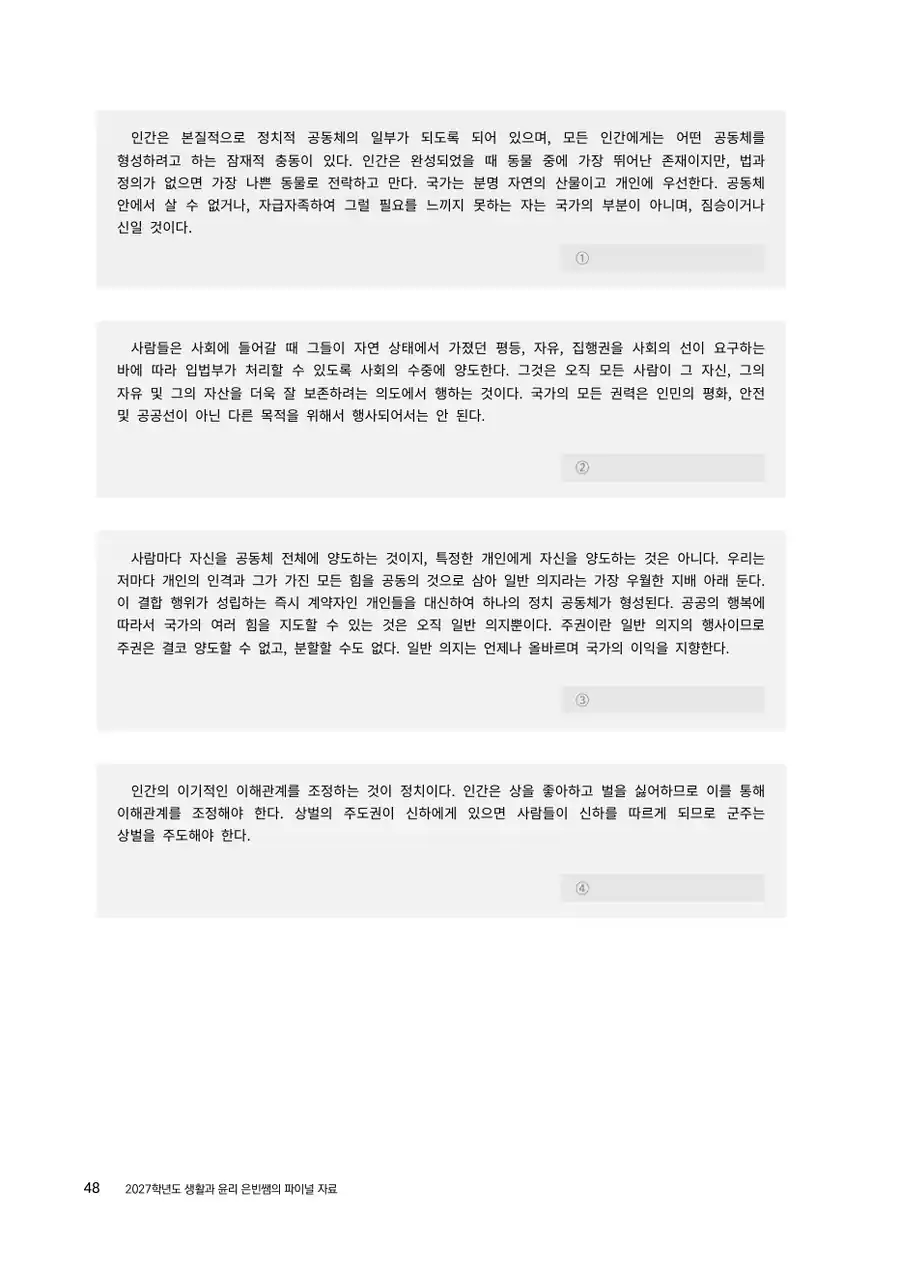 인간은 본질적으로 정치적 공동체의 일부가 되도록 되어 있으며, 모든 인간에게는 어떤 공동체를
형성하려고 하는 잠재적 충동이 있다. 인간은 완성되었을 때 동물 중에 가장 뛰어난 존재이지만, 법과
정의가 없으면 가장 나쁜 동물로 전락하고 만다. 국가는 분명 자연의 산물이고 개인에 우선한다. 공동체
안에서 살 수 없거나, 자급자족하여 그럴 필요를 느끼지 못하는 자는 국가의 부분이 아니며, 짐승이거나
신일 것이다.
①
사람들은 사회에 들어갈 때 그들이 자연 상태에서 가졌던 평등, 자유, 집행권을 사회의 선이 요구하는
바에 따라 입법부가 처리할 수 있도록 사회의 수중에 양도한다. 그것은 오직 모든 사람이 그 자신, 그의
자유 및 그의 자산을 더욱 잘 보존하려는 의도에서 행하는 것이다. 국가의 모든 권력은 인민의 평화, 안전
및 공공선이 아닌 다른 목적을 위해서 행사되어서는 안 된다.
②
사람마다 자신을 공동체 전체에 양도하는 것이지, 특정한 개인에게 자신을 양도하는 것은 아니다. 우리는
저마다 개인의 인격과 그가 가진 모든 힘을 공동의 것으로 삼아 일반 의지라는 가장 우월한 지배 아래 둔다.
이 결합 행위가 성립하는 즉시 계약자인 개인들을 대신하여 하나의 정치 공동체가 형성된다. 공공의 행복에
따라서 국가의 여러 힘을 지도할 수 있는 것은 오직 일반 의지뿐이다. 주권이란 일반 의지의 행사이므로
주권은 결코 양도할 수 없고, 분할할 수도 없다. 일반 의지는 언제나 올바르며 국가의 이익을 지향한다.
③
인간의 이기적인 이해관계를 조정하는 것이 정치이다. 인간은 상을 좋아하고 벌을 싫어하므로 이를 통해
이해관계를 조정해야 한다. 상벌의 주도권이 신하에게 있으면 사람들이 신하를 따르게 되므로 군주는
상벌을 주도해야 한다.
④
48 2027학년도 생활과 윤리 은빈쌤의 파이널 자료